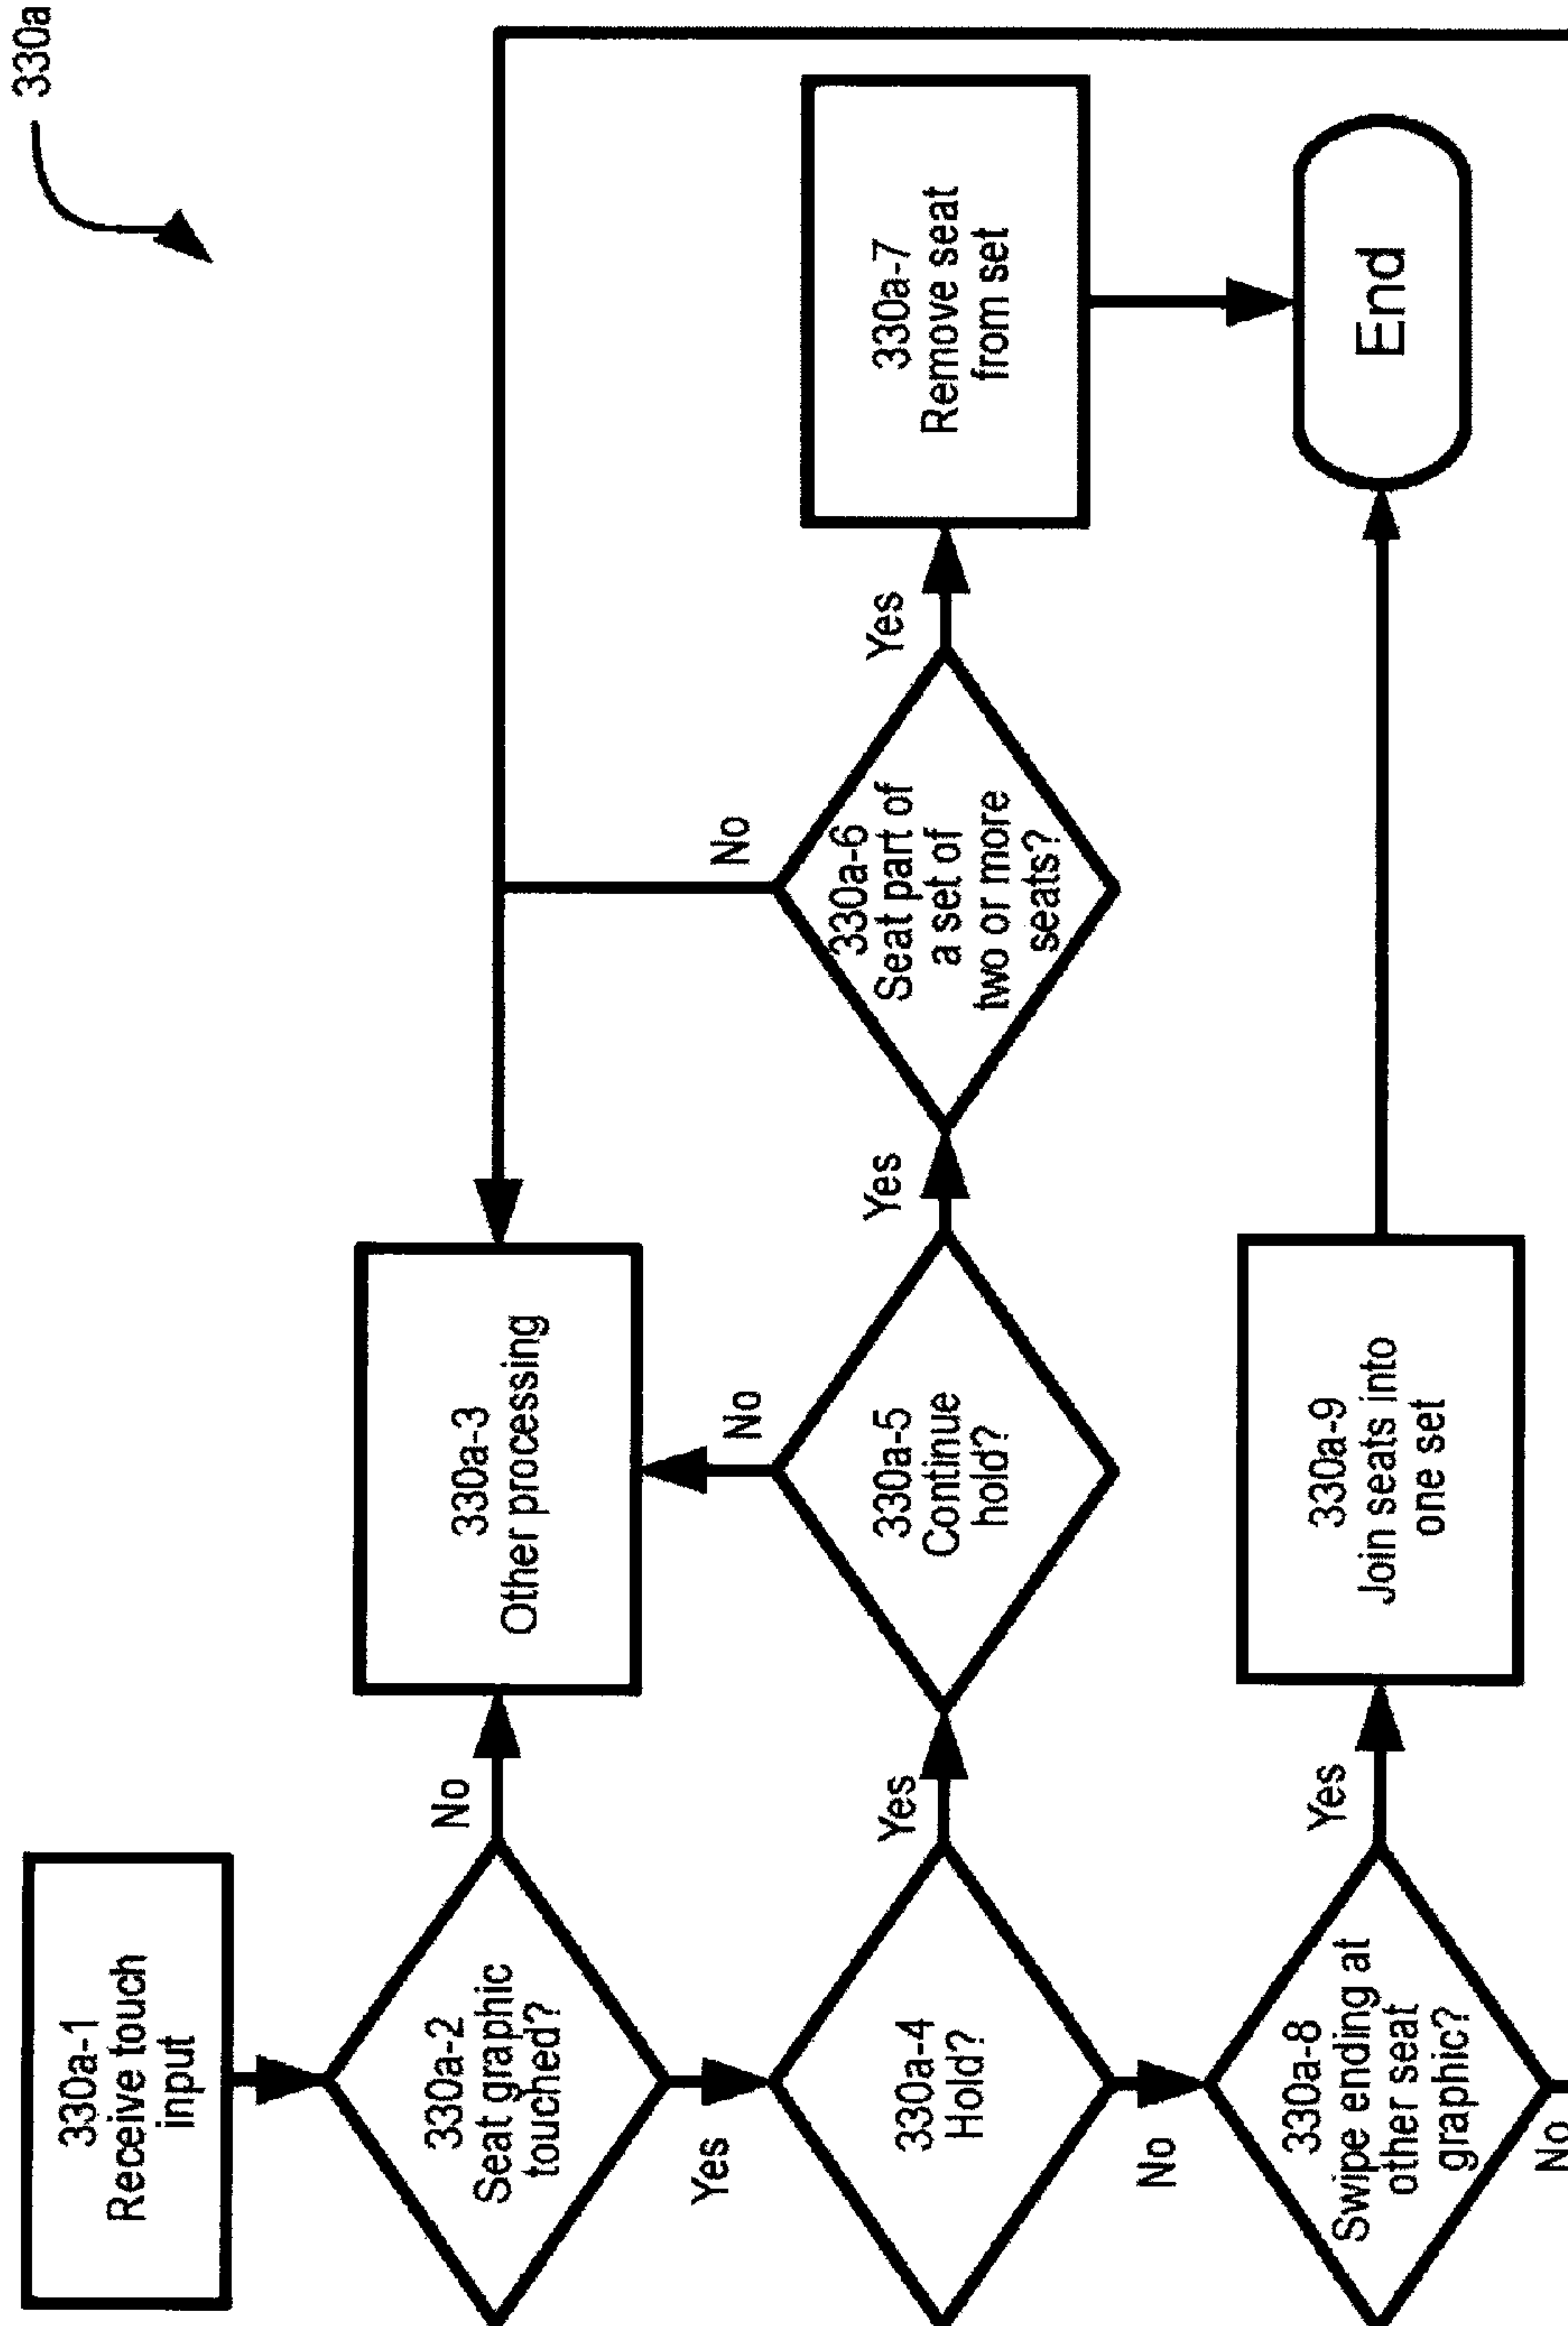 330a
330a-1
Receive touch
input
330a-2
Seat graphic
touched?
No
330a-3
Other processing
Yes
330a-4
Hold?
Yes
330a-5
Continue
hold?
No
Yes
330a-6
Seat part of
a set of
two or more
seats?
No
Yes
330a-7
Remove seat
from set
No
330a-8
Swipe ending at
other seat
graphic?
Yes
330a-9
Join seats into
one set
End
No